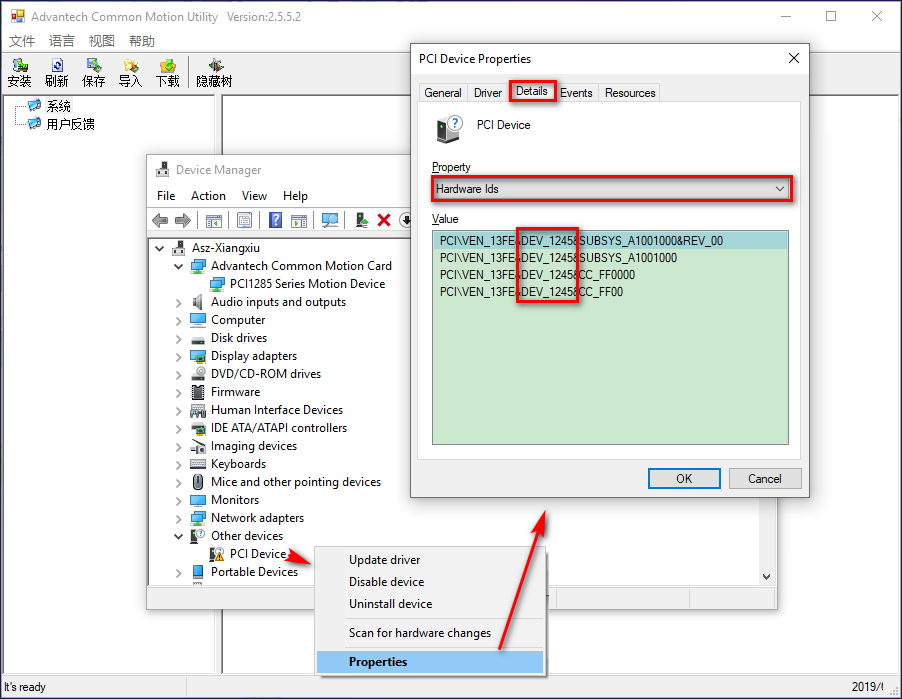 Advantech Common Motion Utility Version:2.5.5.2
文件 语言 视图 帮助
安装 刷新 保存 导入 下载 隐藏树
系统
用户反馈
Device Manager
File Action View Help
Asz-Xiangxiu
Advantech Common Motion Card
PCI1285 Series Motion Device
Audio inputs and outputs
Computer
Disk drives
Display adapters
DVD/CD-ROM drives
Firmware
Human Interface Devices
IDE ATA/ATAPI controllers
Imaging devices
Keyboards
Mice and other pointing devices
Monitors
Network adapters
Other devices
PCI Device
Portable Devices
Update driver
Disable device
Uninstall device
Scan for hardware changes
Properties
PCI Device Properties
General Driver Details Events Resources
PCI Device
Property
Hardware Ids
Value
PCI\VEN_13FE&DEV_1245&SUBSYS_A1001000&REV_00
PCI\VEN_13FE&DEV_1245&SUBSYS_A1001000
PCI\VEN_13FE&DEV_1245&CC_FF0000
PCI\VEN_13FE&DEV_1245&CC_FF00
OK Cancel
It's ready
2019/